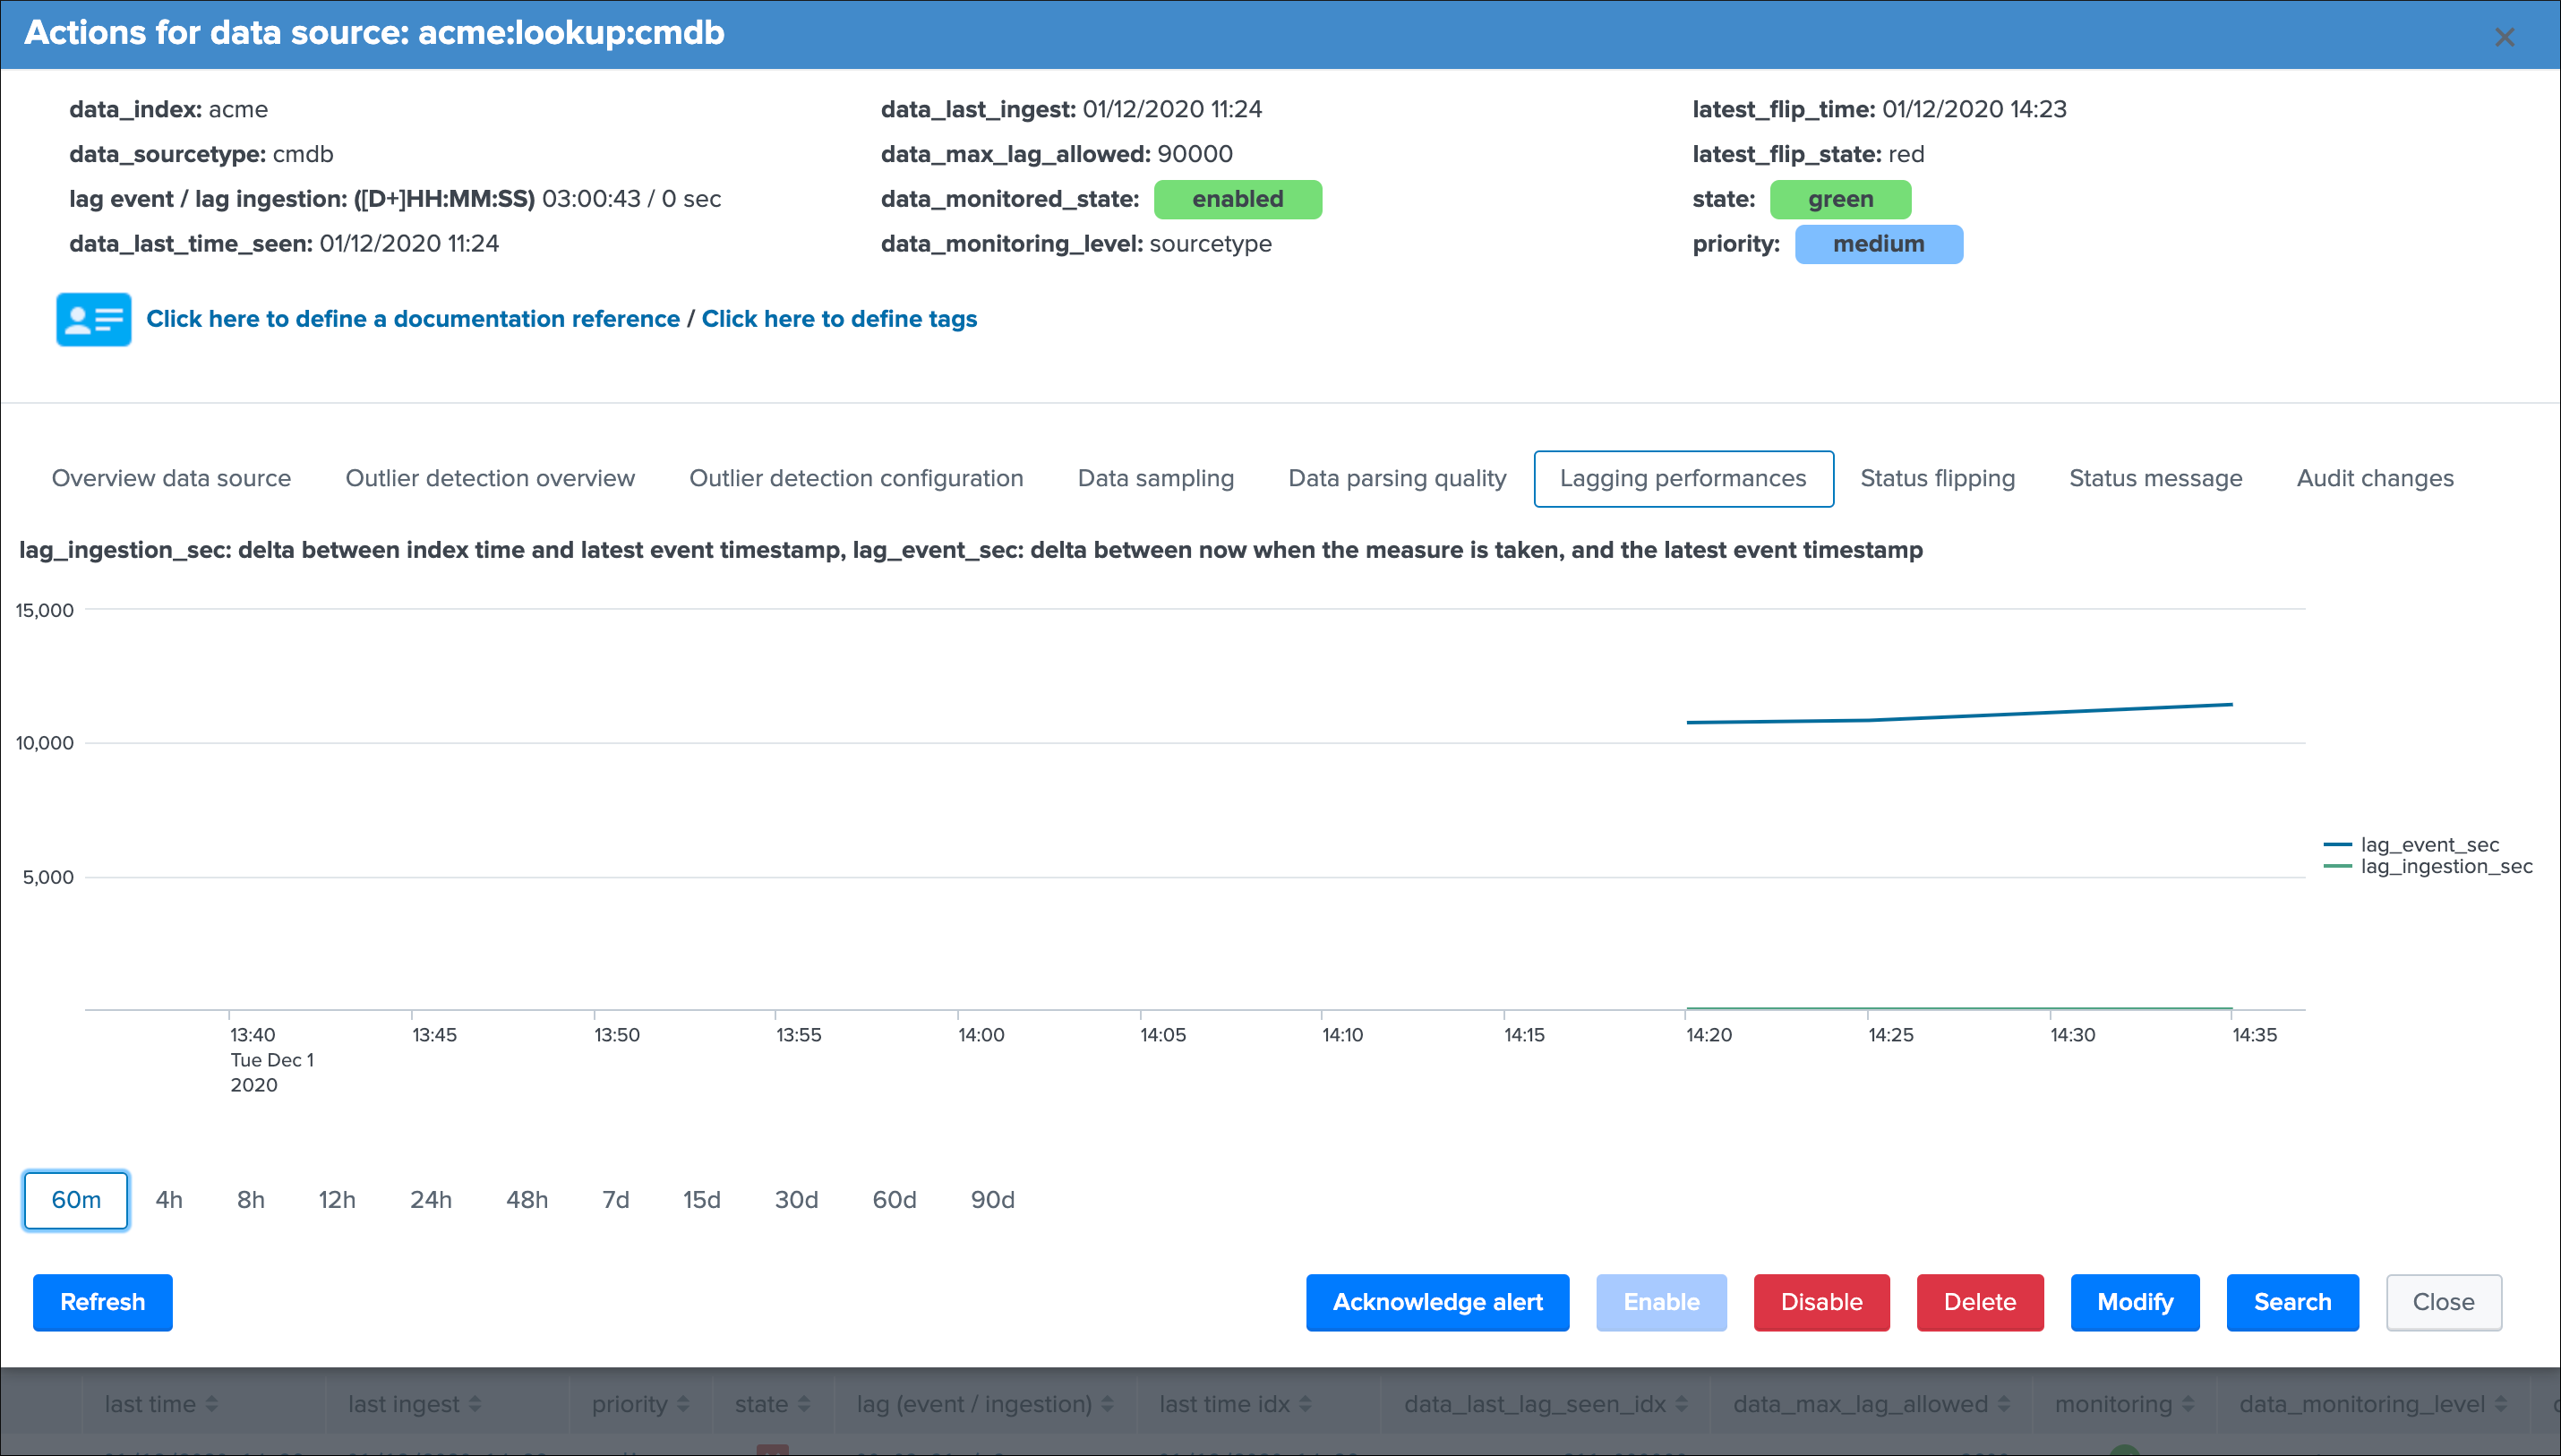 Actions for data source: acme:lookup:cmdb
data_index: acme
data_last_ingest: 01/12/2020 11:24
latest_flip_time: 01/12/2020 14:23
data_sourcetype: cmdb
data_max_lag_allowed: 90000
latest_flip_state: red
lag event / lag ingestion: ([D+]HH:MM:SS) 03:00:43 / 0 sec
data_monitored_state: enabled
state: green
data_last_time_seen: 01/12/2020 11:24
data_monitoring_level: sourcetype
priority: medium
Click here to define a documentation reference / Click here to define tags
Overview data source Outlier detection overview Outlier detection configuration Data sampling Data parsing quality Lagging performances Status flipping Status message Audit changes
lag_ingestion_sec: delta between index time and latest event timestamp, lag_event_sec: delta between now when the measure is taken, and the latest event timestamp
15,000
10,000
5,000
lag_event_sec
lag_ingestion_sec
13:40 13:45 13:50 13:55 14:00 14:05 14:10 14:15 14:20 14:25 14:30 14:35
Tue Dec 1
2020
60m 4h 8h 12h 24h 48h 7d 15d 30d 60d 90d
Refresh Acknowledge alert Enable Disable Delete Modify Search Close
last time last ingest priority state lag (event / ingestion) last time idx data_last_lag_seen_idx data_max_lag_allowed monitoring data_monitoring_level